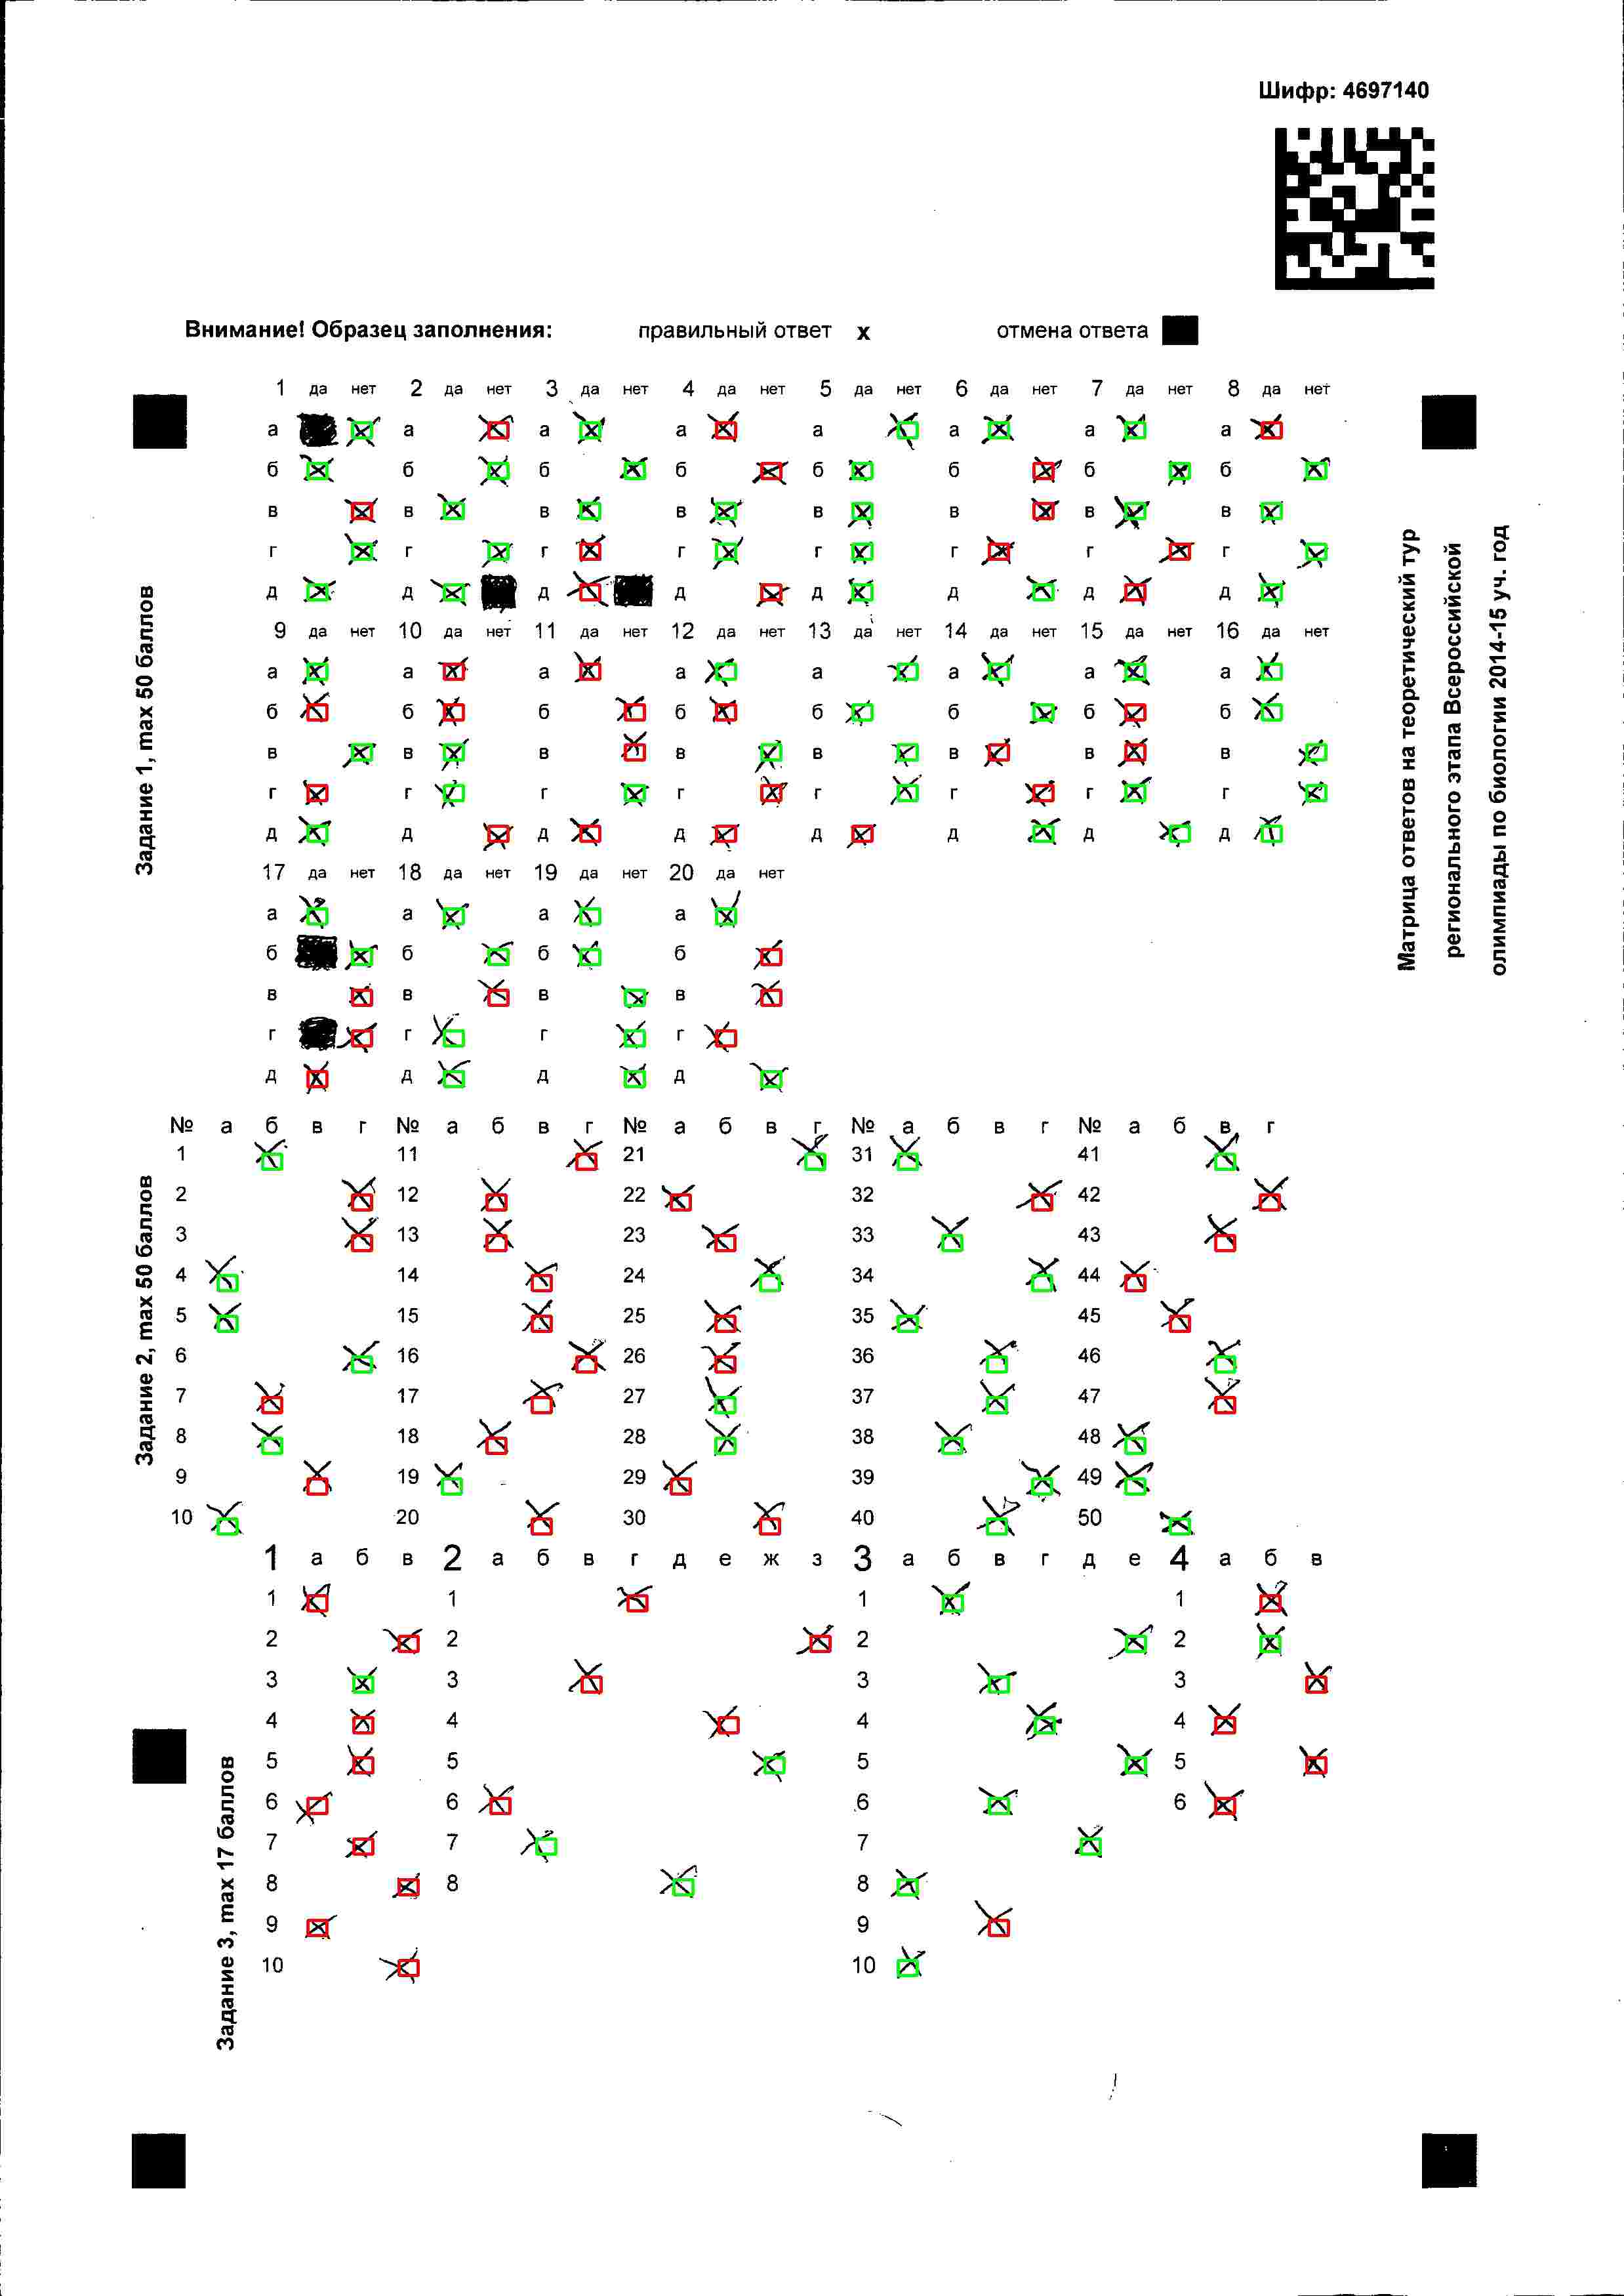 Шифр: 4697140
Внимание! Образец заполнения: правильный ответ x отмена ответа
1 да нет 2 да нет 3 да нет 4 да нет 5 да нет 6 да нет 7 да нет 8 да нет
а а а а а а а а
б б б б б б б б
в в в в в в в в
г г г г г г г г
д д д д д д д д
9 да нет 10 да нет 11 да нет 12 да нет 13 да нет 14 да нет 15 да нет 16 да нет
а а а а а а а а
б б б б б б б б
в в в в в в в в
г г г г г г г г
д д д д д д д д
17 да нет 18 да нет 19 да нет 20 да нет
а а а а
б б б б
в в в в
г г г г
д д д д
Задание 1, max 50 баллов
Матрица ответов на теоретический тур
регионального этапа Всероссийской
олимпиады по биологии 2014-15 уч. год
№ а б в г № а б в г № а б в г № а б в г № а б в г
1 11 21 31 41
2 12 22 32 42
3 13 23 33 43
4 14 24 34 44
5 15 25 35 45
6 16 26 36 46
7 17 27 37 47
8 18 28 38 48
9 19 29 39 49
10 20 30 40 50
Задание 2, max 50 баллов
1 а б в 2 а б в г д е ж з 3 а б в г д е 4 а б в
1 1 1 1
2 2 2 2
3 3 3 3
4 4 4 4
5 5 5 5
6 6 6 6
7 7 7
8 8 8
9 9
10 10
Задание 3, max 17 баллов